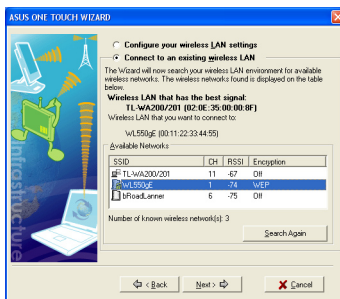 ASUS ONE TOUCH WIZARD
Configure your wireless LAN settings
Connect to an existing wireless LAN
The Wizard will now search your wireless LAN environment for available
wireless networks. The wireless networks found is displayed on the table
below.
Wireless LAN that has the best signal:
TL-WA200/201 (02:0E:35:00:00:8F)
Wireless LAN that you want to connect to:
WL550gE (00:11:22:33:44:55)
Available Networks
SSID CH RSSI Encryption
TL-WA200/201 11 -67 Off
WL550gE 1 -74 WEP
bRoadLanner 6 -75 Off
Number of known wireless network(s): 3
Search Again
< Back
Next >
Cancel
Infrastructure